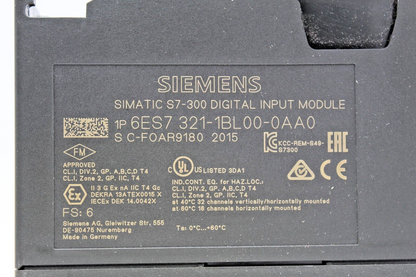 SIEMENS
SIMATIC S7-300 DIGITAL INPUT MODULE
1P 6ES7 321-1BL00-0AA0
S C-F0AR9180 2015
KCC-REM-S49-
S7300
EAC
FM
APPROVED
CL.I, DIV.2, GP. A,B,C,D T4
CL.I, Zone 2, GP. IIC, T4
C UL US LISTED 3DA1
IND. CONT. EQ. for HAZ.LOC.:
CL.I, DIV.2, GP. A,B,C,D T4
CL.I, Zone 2, GP. IIC T4
Ex II 3 G Ex nA IIC T4 Gc
DEKRA 13ATEX0015 X
IECEx DEK 14.0042X
at 40°C 32 channels vertically/horizontally mounted
at 60°C 16 channels horizontally mounted
FS: 6
Siemens AG, Gleiwitzer Str. 555
DE-90475 Nuremberg
Made in Germany
Ta: 0°C...+60°C